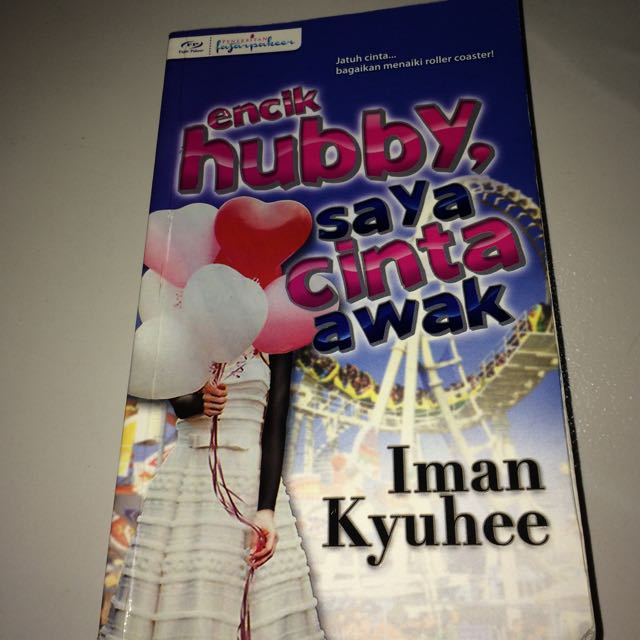 PENERBITAN
fajarpakeer
Jatuh cinta...
bagaikan menaiki roller coaster!
encik
hubby,
saya
cinta
awak
Iman
Kyuhee